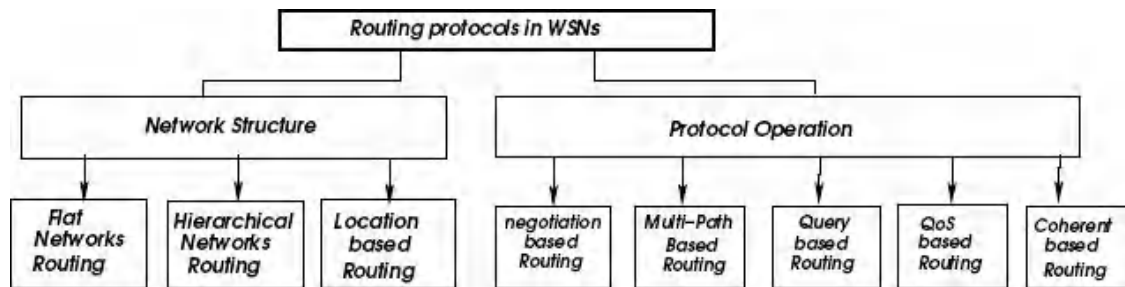 Routing protocols in WSNs
Network Structure
Protocol Operation
Flat
Networks
Routing
Hierarchical
Networks
Routing
Location
based
Routing
negotiation
based
Routing
Multi-Path
Based
Routing
Query
based
Routing
QoS
based
Routing
Coherent
based
Routing